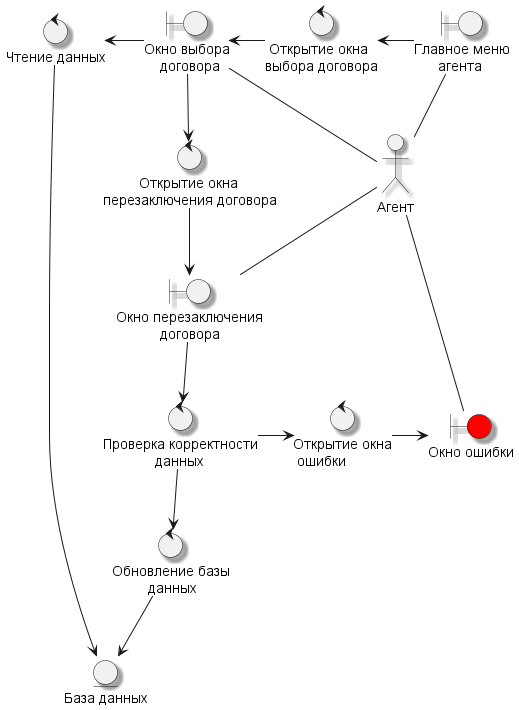 Чтение данных
Окно выбора
договора
Открытие окна
выбора договора
Главное меню
агента
Открытие окна
перезаключения договора
Агент
Окно перезаключения
договора
Проверка корректности
данных
Открытие окна
ошибки
Окно ошибки
Обновление базы
данных
База данных